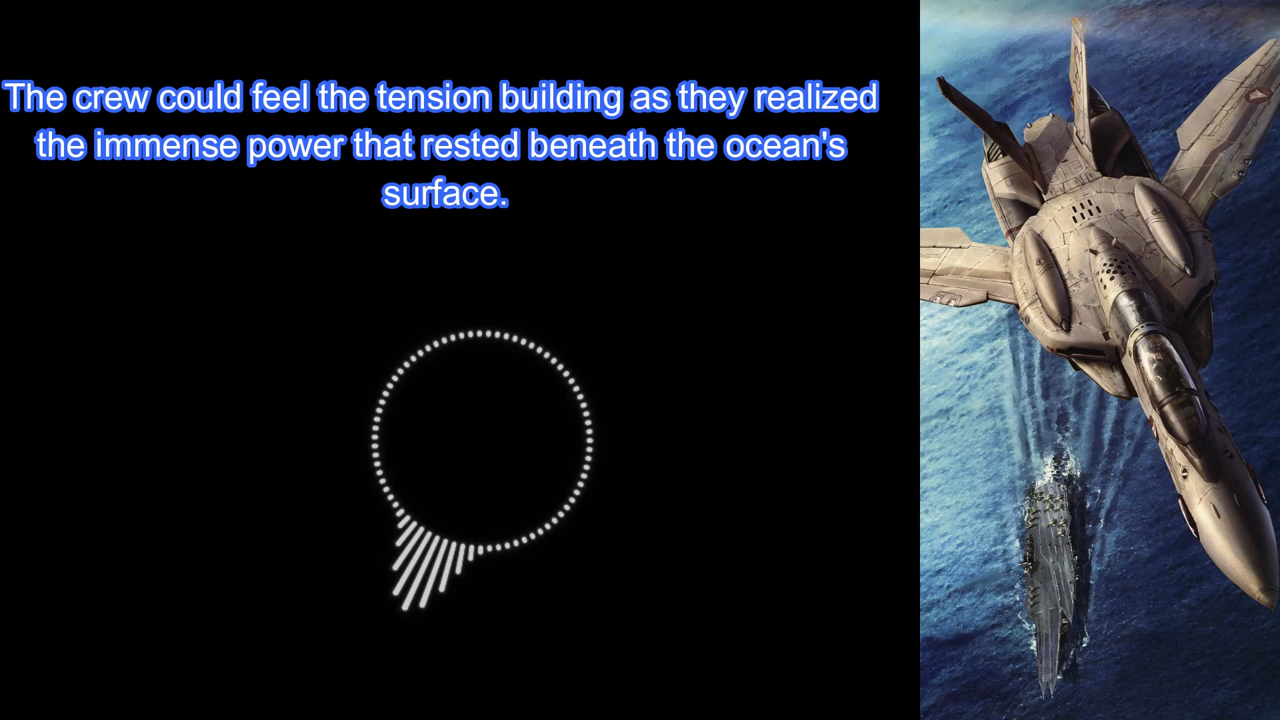 The crew could feel the tension building as they realized
the immense power that rested beneath the ocean's
surface.